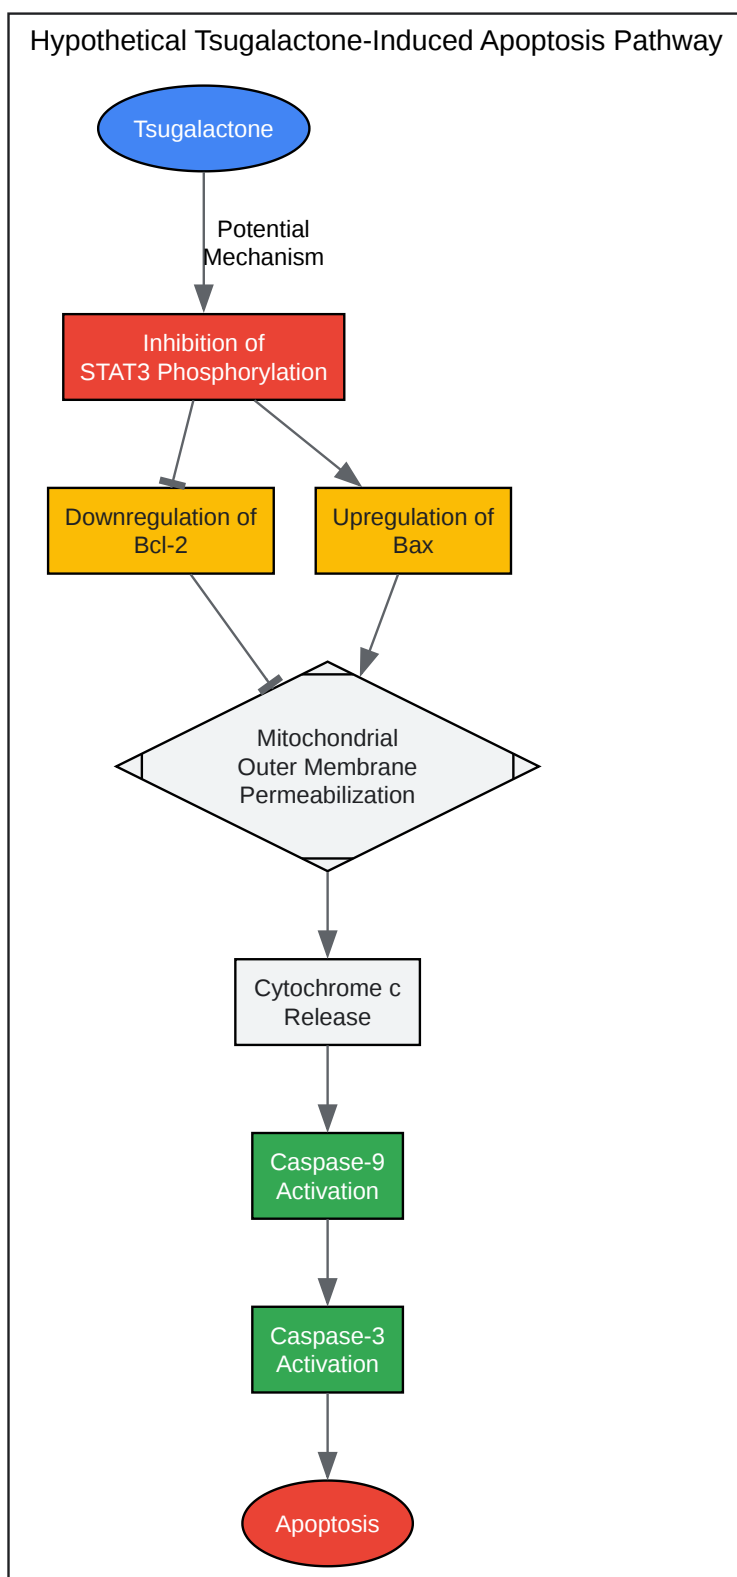 Hypothetical Tsugalactone-Induced Apoptosis Pathway
Tsugalactone
Potential
Mechanism
Inhibition of
STAT3 Phosphorylation
Downregulation of
Bcl-2
Upregulation of
Bax
Mitochondrial
Outer Membrane
Permeabilization
Cytochrome c
Release
Caspase-9
Activation
Caspase-3
Activation
Apoptosis